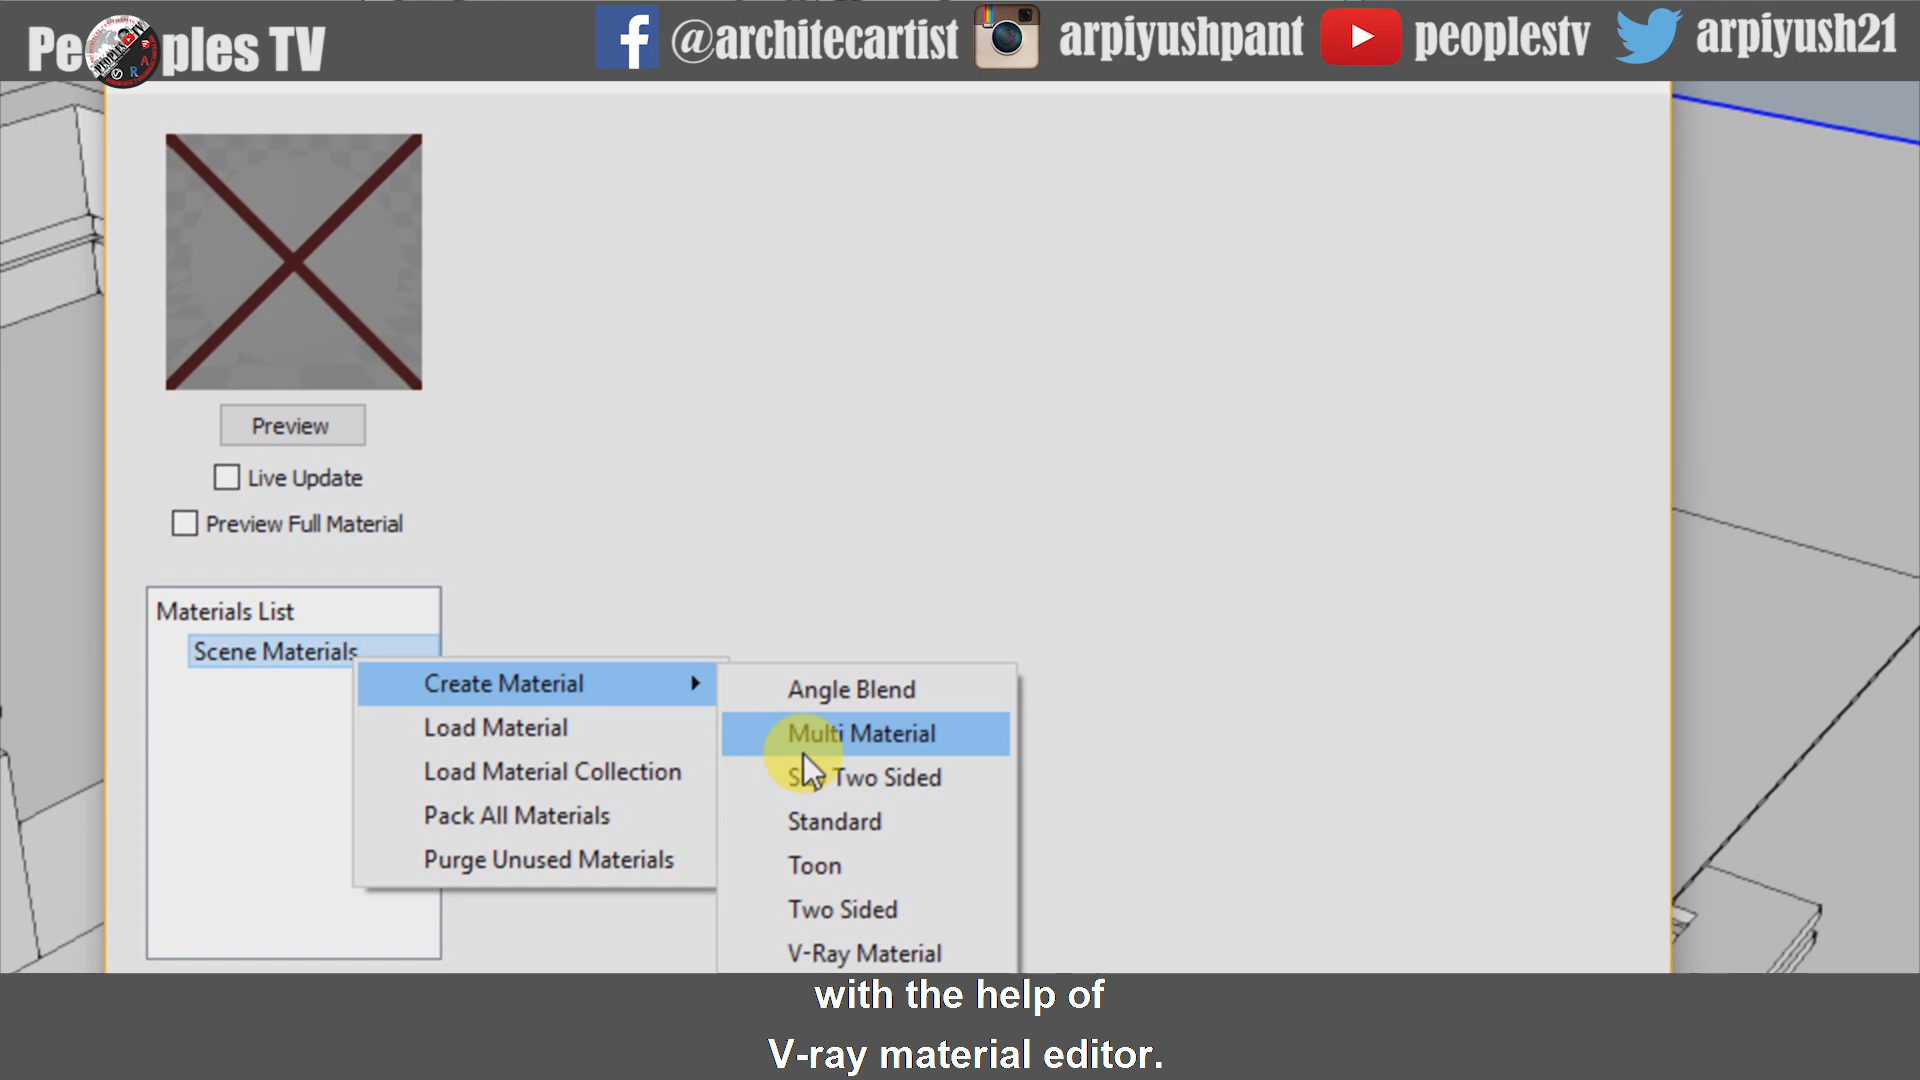 Peoples TV
@architecartist
arpiyushpant
peoplestv
arpiyush21
Preview
Live Update
Preview Full Material
Materials List
Scene Materials
Create Material
Load Material
Load Material Collection
Pack All Materials
Purge Unused Materials
Angle Blend
Multi Material
Two Sided
Standard
Toon
Two Sided
V-Ray Material
with the help of
V-ray material editor.